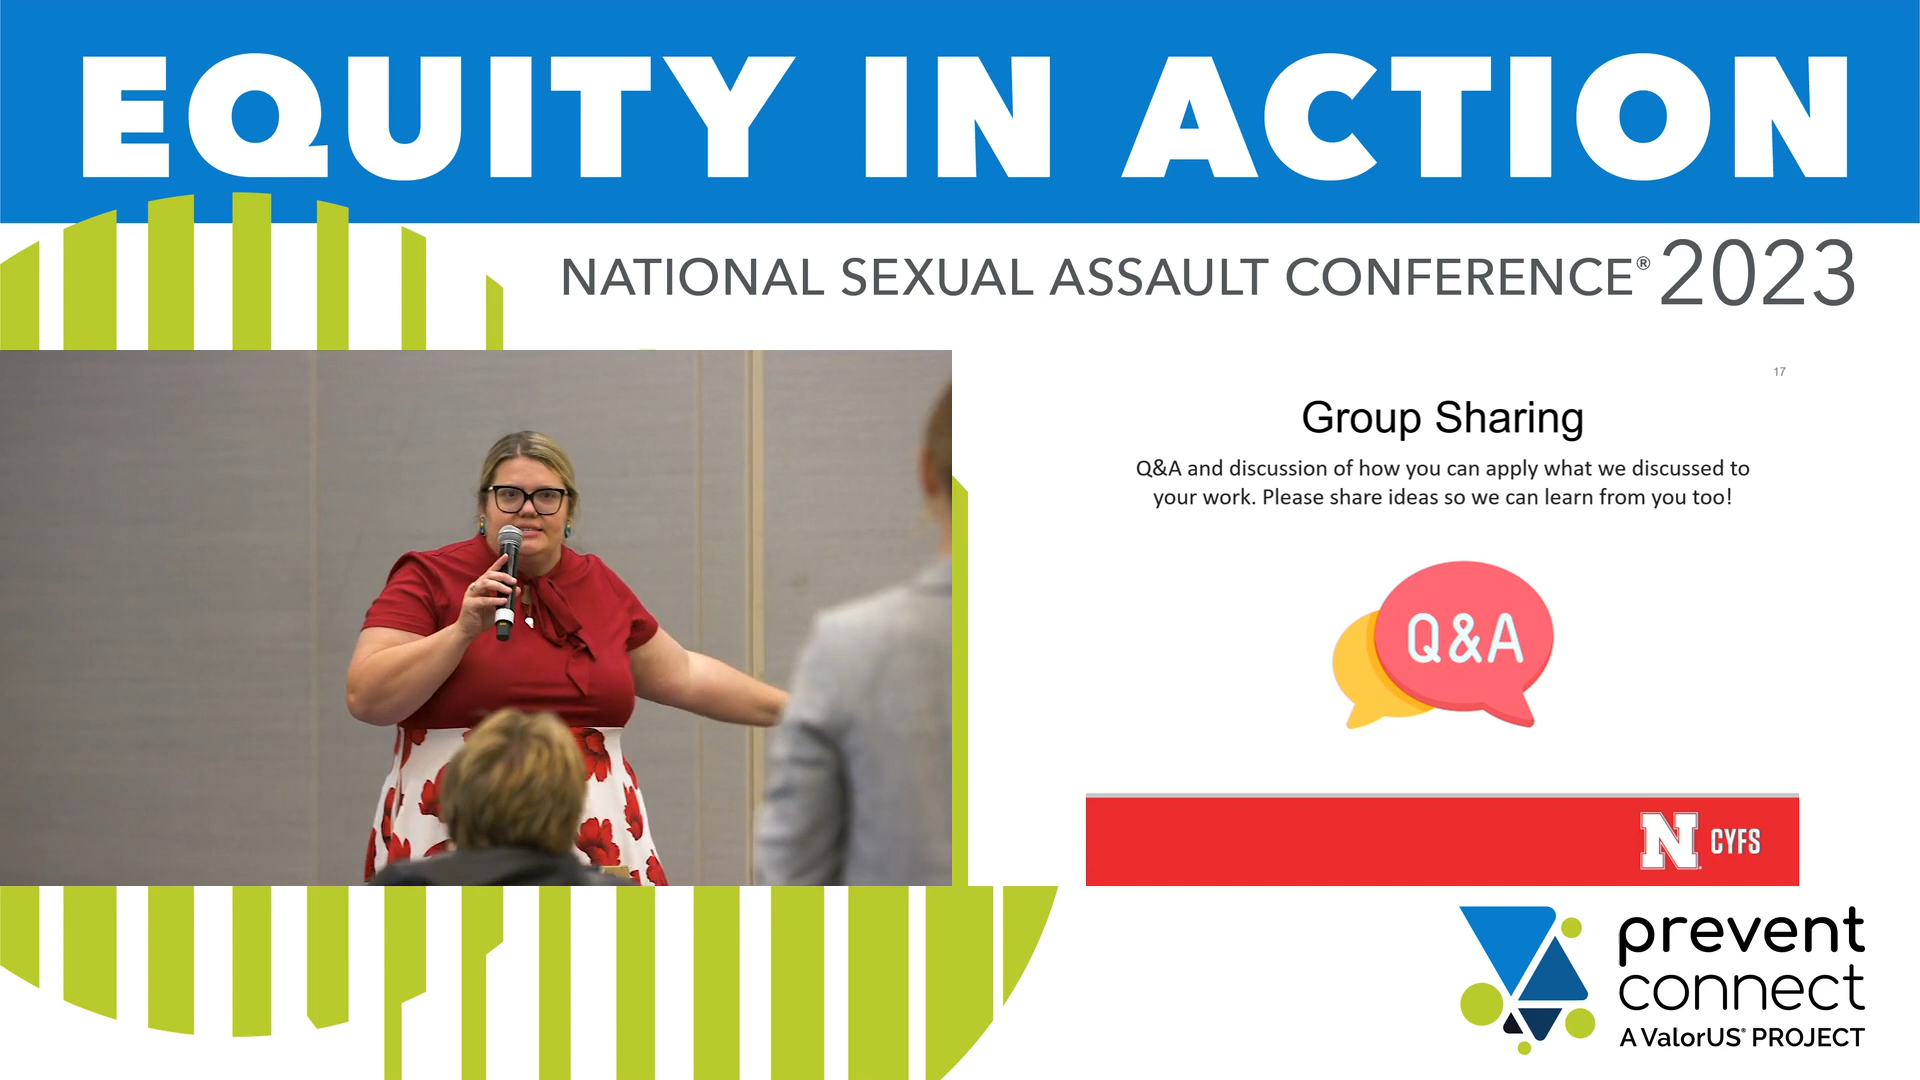 EQUITY IN ACTION
NATIONAL SEXUAL ASSAULT CONFERENCE® 2023
17
Group Sharing
Q&A and discussion of how you can apply what we discussed to
your work. Please share ideas so we can learn from you too!
Q&A
N CYFS
prevent
connect
A ValorUS® PROJECT